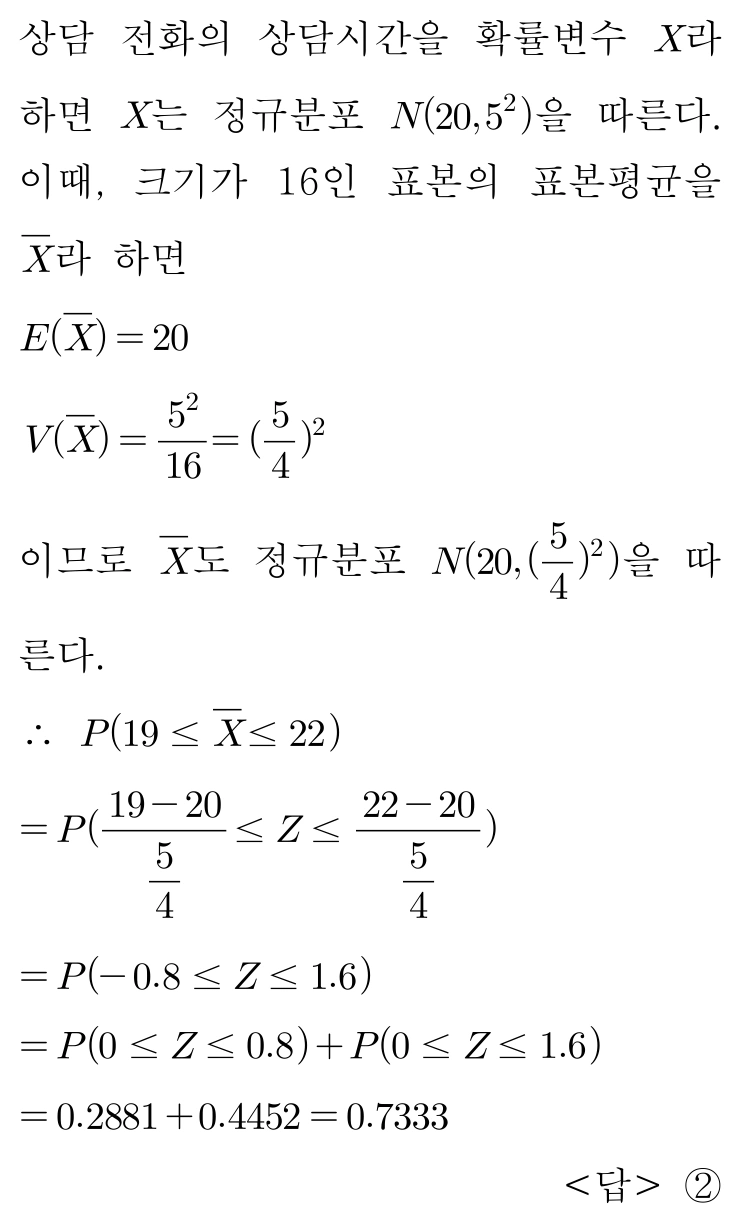 상담 전화의 상담시간을 확률변수 X라
하면 X는 정규분포 N(20,5²)을 따른다.
이때, 크기가 16인 표본의 표본평균을
X̅라 하면
E(X̅)=20
V(X̅)=5²/16=(5/4)²
이므로 X̅도 정규분포 N(20,(5/4)²)을 따
른다.
∴ P(19≤X̅≤22)
=P((19-20)/(5/4)≤Z≤(22-20)/(5/4))
=P(-0.8≤Z≤1.6)
=P(0≤Z≤0.8)+P(0≤Z≤1.6)
=0.2881+0.4452=0.7333
<답> ②